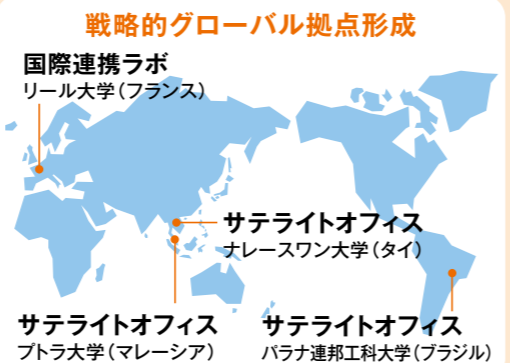 戦略的グローバル拠点形成
国際連携ラボ
リール大学（フランス）
サテライトオフィス
ナレースワン大学（タイ）
サテライトオフィス
プトラ大学（マレーシア）
サテライトオフィス
パラナ連邦工科大学（ブラジル）